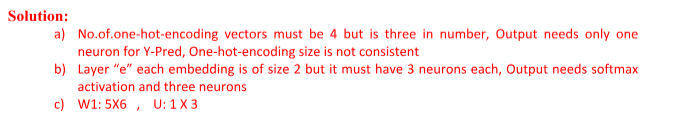 Solution:
a) No.of.one-hot-encoding vectors must be 4 but is three in number, Output needs only one
neuron for Y-Pred, One-hot-encoding size is not consistent
b) Layer "e" each embedding is of size 2 but it must have 3 neurons each, Output needs softmax
activation and three neurons
c) W1: 5X6 , U: 1 X 3